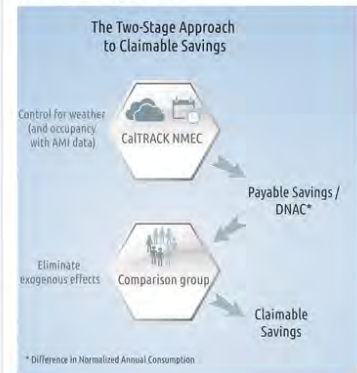 The Two-Stage Approach
to Claimable Savings
Control for weather
(and occupancy
with AMI data)
CalTRACK NMEC
Payable Savings /
DNAC*
Eliminate
exogenous effects
Comparison group
Claimable
Savings
* Difference in Normalized Annual Consumption